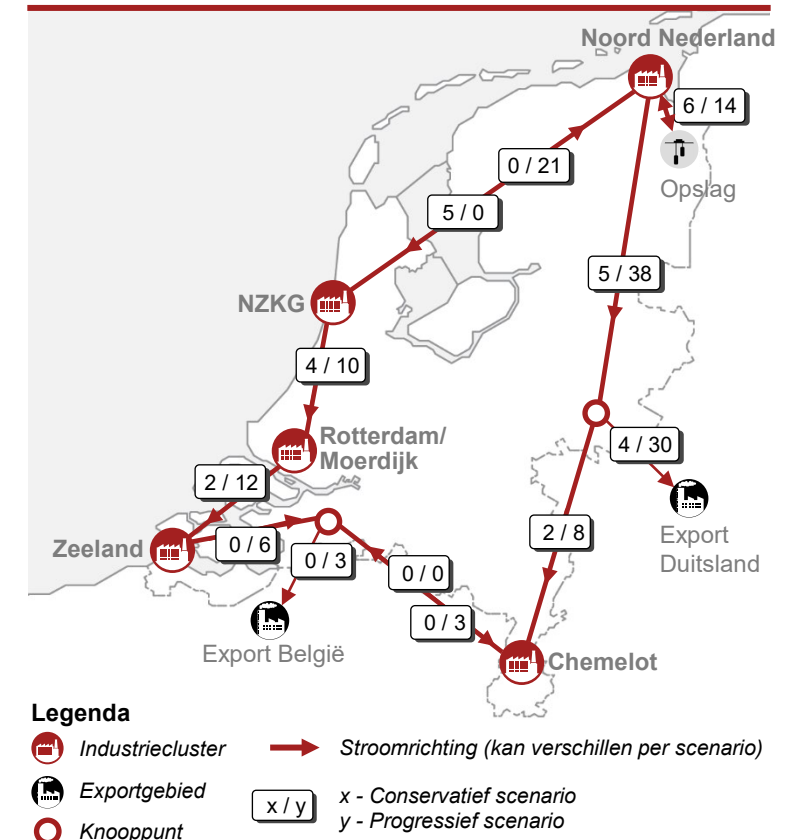 Noord Nederland
6 / 14
0 / 21
Opslag
5 / 0
5 / 38
NZKG
4 / 10
Rotterdam/
Moerdijk
4 / 30
2 / 12
Export
Duitsland
2 / 8
Zeeland
0 / 6
0 / 3
0 / 0
0 / 3
Export België
Chemelot
Legenda
Industriecluster
Stroomrichting (kan verschillen per scenario)
Exportgebied
x / y
x - Conservatief scenario
y - Progressief scenario
Knooppunt